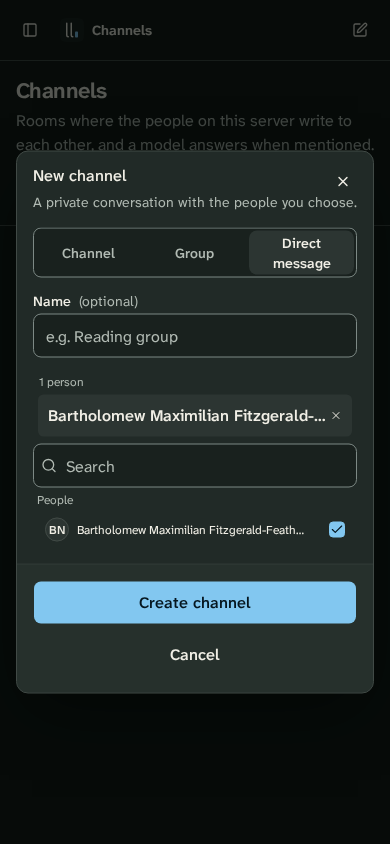 Channels
Channels
Rooms where the people on this server write to
each other, and a model answers when mentioned.
New channel
A private conversation with the people you choose.
Channel
Group
Direct
message
Name (optional)
e.g. Reading group
1 person
Bartholomew Maximilian Fitzgerald-...
Search
People
BN
Bartholomew Maximilian Fitzgerald-Feath...
Create channel
Cancel